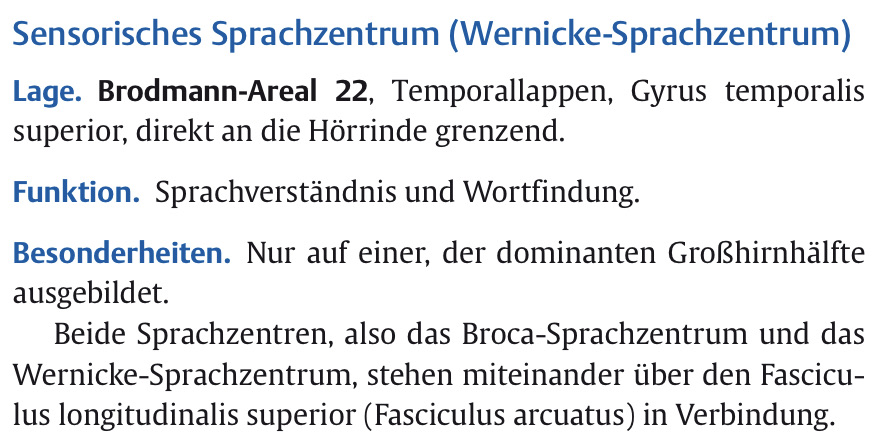 Sensorisches Sprachzentrum (Wernicke-Sprachzentrum)
Lage. Brodmann-Areal 22, Temporallappen, Gyrus temporalis
superior, direkt an die Hörrinde grenzend.
Funktion. Sprachverständnis und Wortfindung.
Besonderheiten. Nur auf einer, der dominanten Großhirnhälfte
ausgebildet.
Beide Sprachzentren, also das Broca-Sprachzentrum und das
Wernicke-Sprachzentrum, stehen miteinander über den Fascicu-
lus longitudinalis superior (Fasciculus arcuatus) in Verbindung.